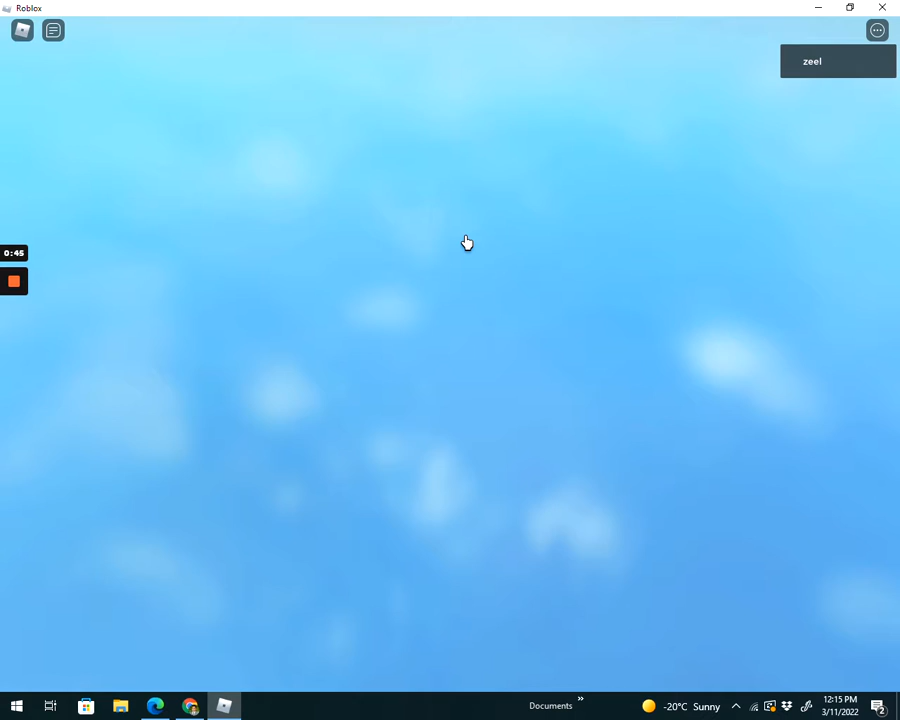 Roblox
zeel
0:45
Documents
-20°C Sunny
12:15 PM
3/11/2022
2